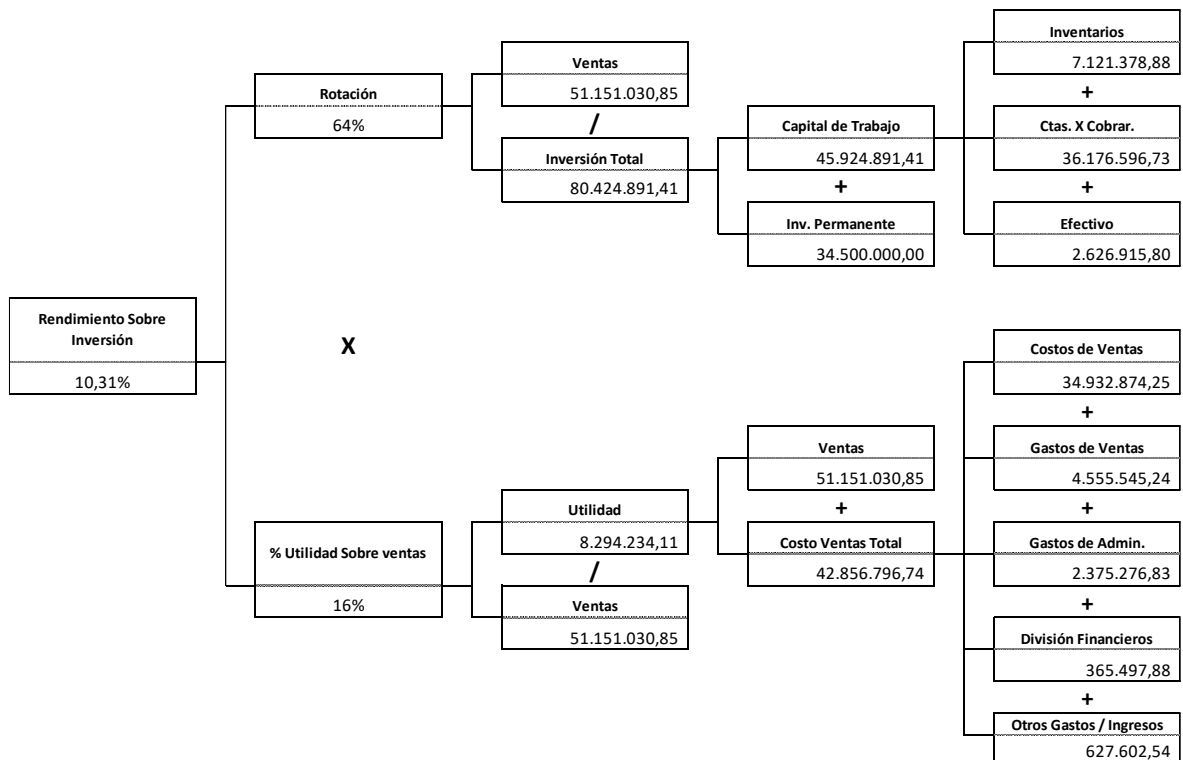 Inventarios
7.121.378,88
+
Ventas
51.151.030,85
Rotación
64%
/
Capital de Trabajo
45.924.891,41
Ctas. X Cobrar.
36.176.596,73
Inversión Total
80.424.891,41
+
+
Inv. Permanente
34.500.000,00
Efectivo
2.626.915,80
Rendimiento Sobre
Inversión
10,31%
X
Costos de Ventas
34.932.874,25
+
Ventas
51.151.030,85
Gastos de Ventas
4.555.545,24
+
+
Utilidad
8.294.234,11
% Utilidad Sobre ventas
16%
Costo Ventas Total
42.856.796,74
Gastos de Admin.
2.375.276,83
/
+
Ventas
51.151.030,85
División Financieros
365.497,88
+
Otros Gastos / Ingresos
627.602,54